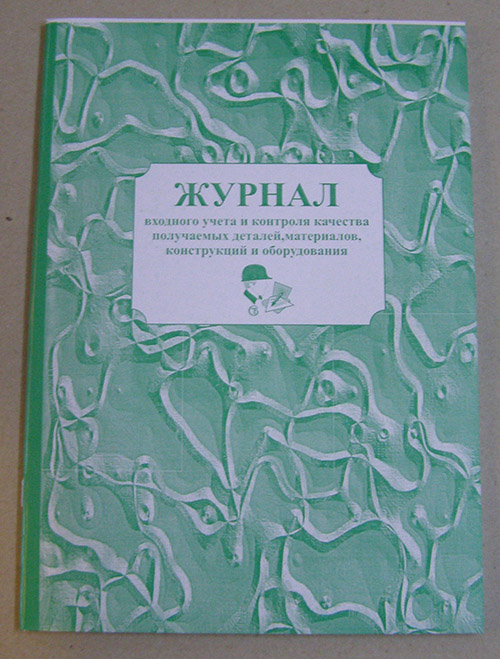 ЖУРНАЛ
входного учета и контроля качества
получаемых деталей,материалов,
конструкций и оборудования